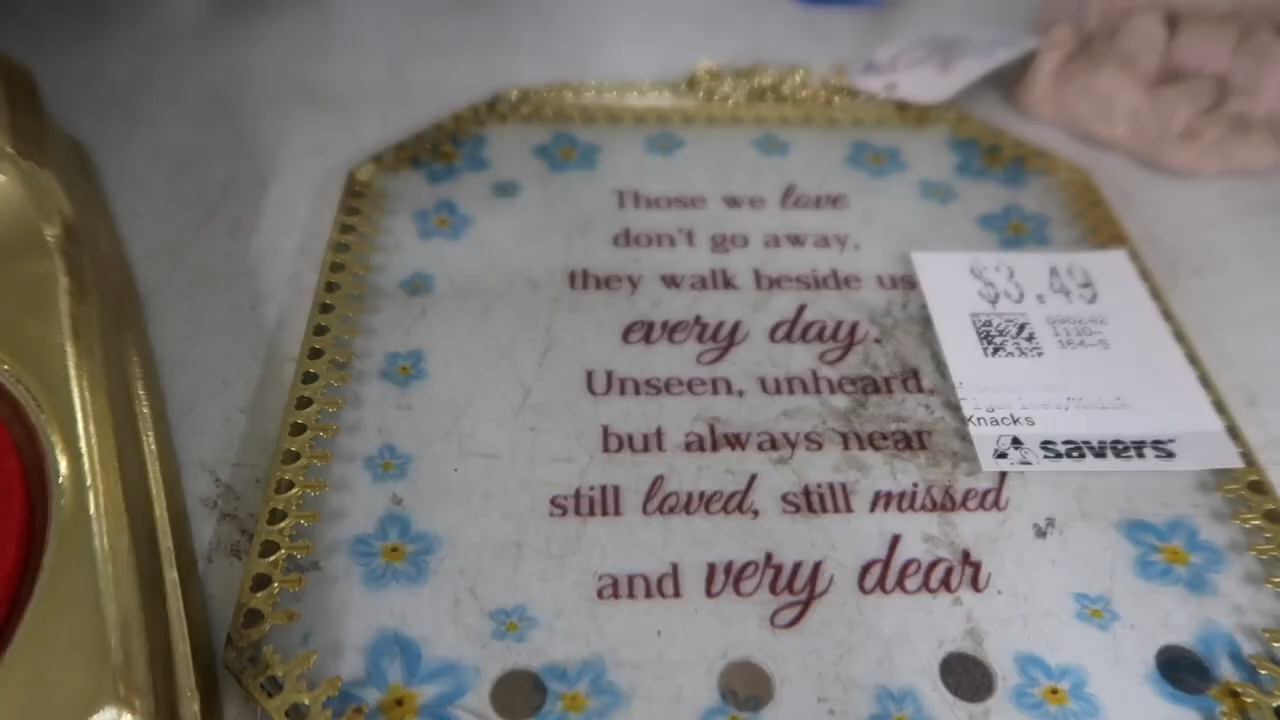 Those we love
don't go away,
they walk beside us
every day.
Unseen, unheard,
but always near
still loved, still missed
and very dear
$3.49
Knacks
savers